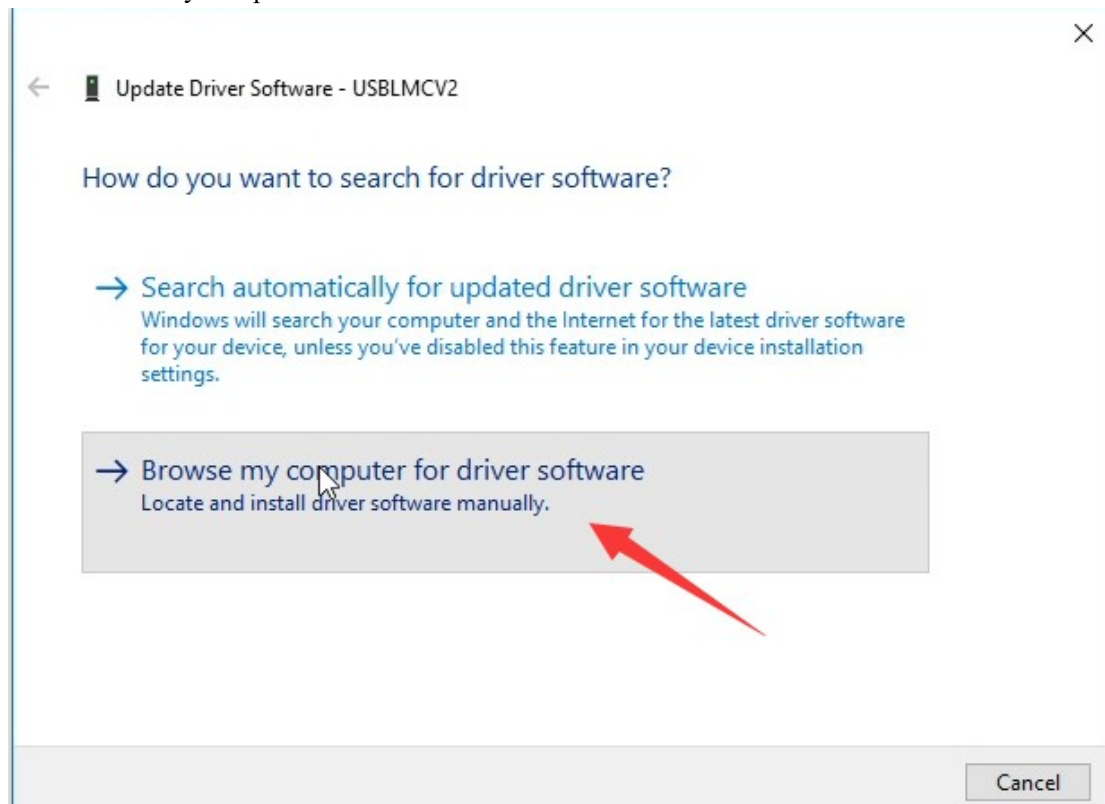 Update Driver Software - USBLMCV2
How do you want to search for driver software?
Search automatically for updated driver software
Windows will search your computer and the Internet for the latest driver software
for your device, unless you've disabled this feature in your device installation
settings.
Browse my computer for driver software
Locate and install driver software manually.
Cancel